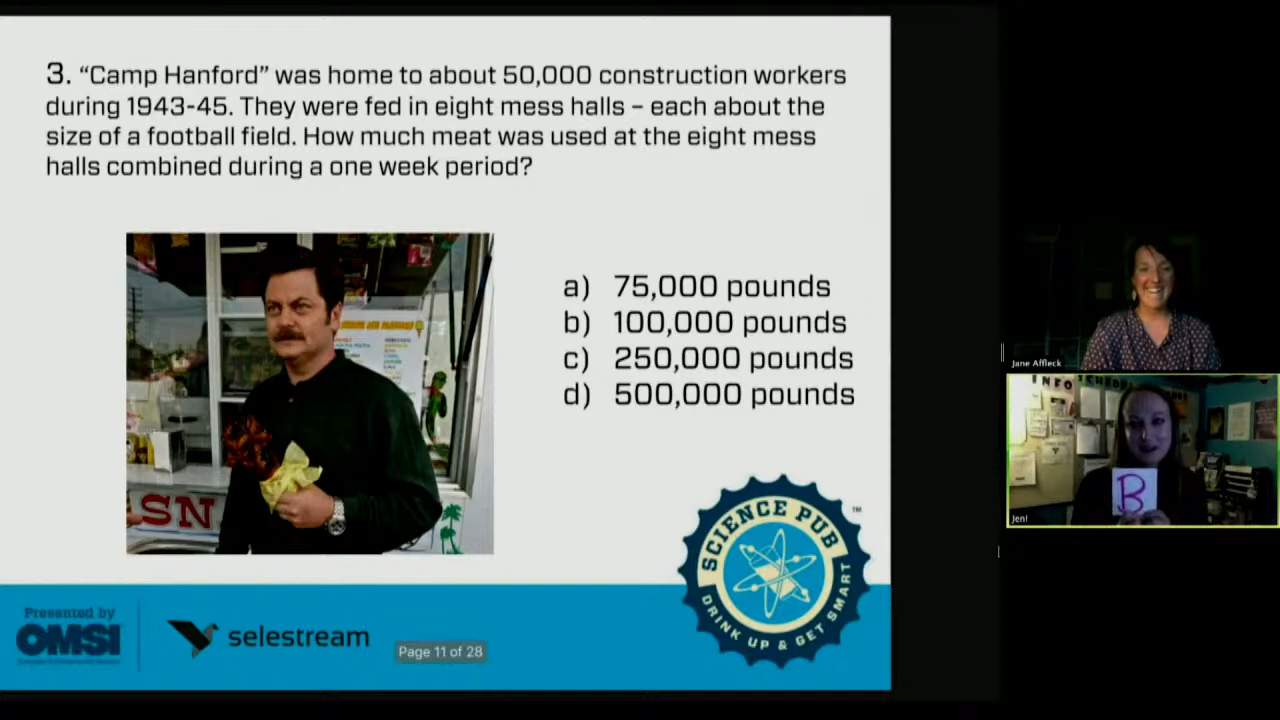 3. “Camp Hanford” was home to about 50,000 construction workers
during 1943-45. They were fed in eight mess halls – each about the
size of a football field. How much meat was used at the eight mess
halls combined during a one week period?
a) 75,000 pounds
b) 100,000 pounds
c) 250,000 pounds
d) 500,000 pounds
SN
SCIENCE PUB
™
DRINK UP & GET SMART
Presented by
OMSI
selestream
Page 11 of 28
Jane Affleck
INFO
B
Jen!